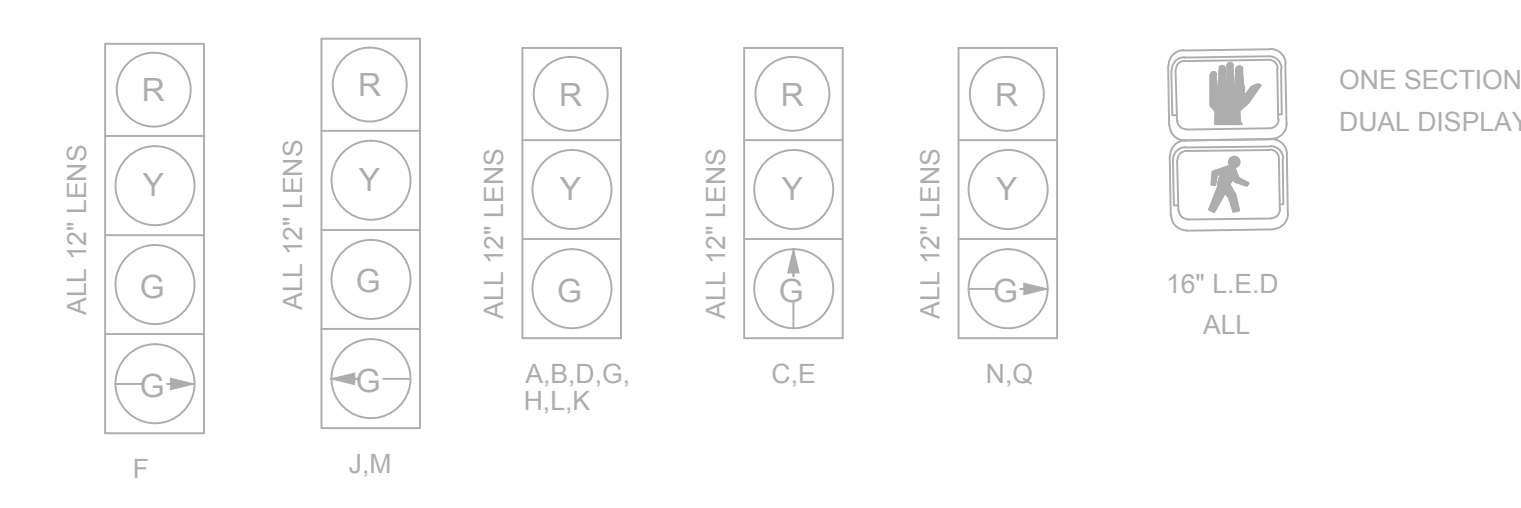 ALL 12" LENS
R
Y
G
G
F
ALL 12" LENS
R
Y
G
G
J,M
ALL 12" LENS
R
Y
G
A,B,D,G,
H,L,K
ALL 12" LENS
R
Y
G
C,E
ALL 12" LENS
R
Y
G
N,Q
16" L.E.D
ALL
ONE SECTION
DUAL DISPLAY